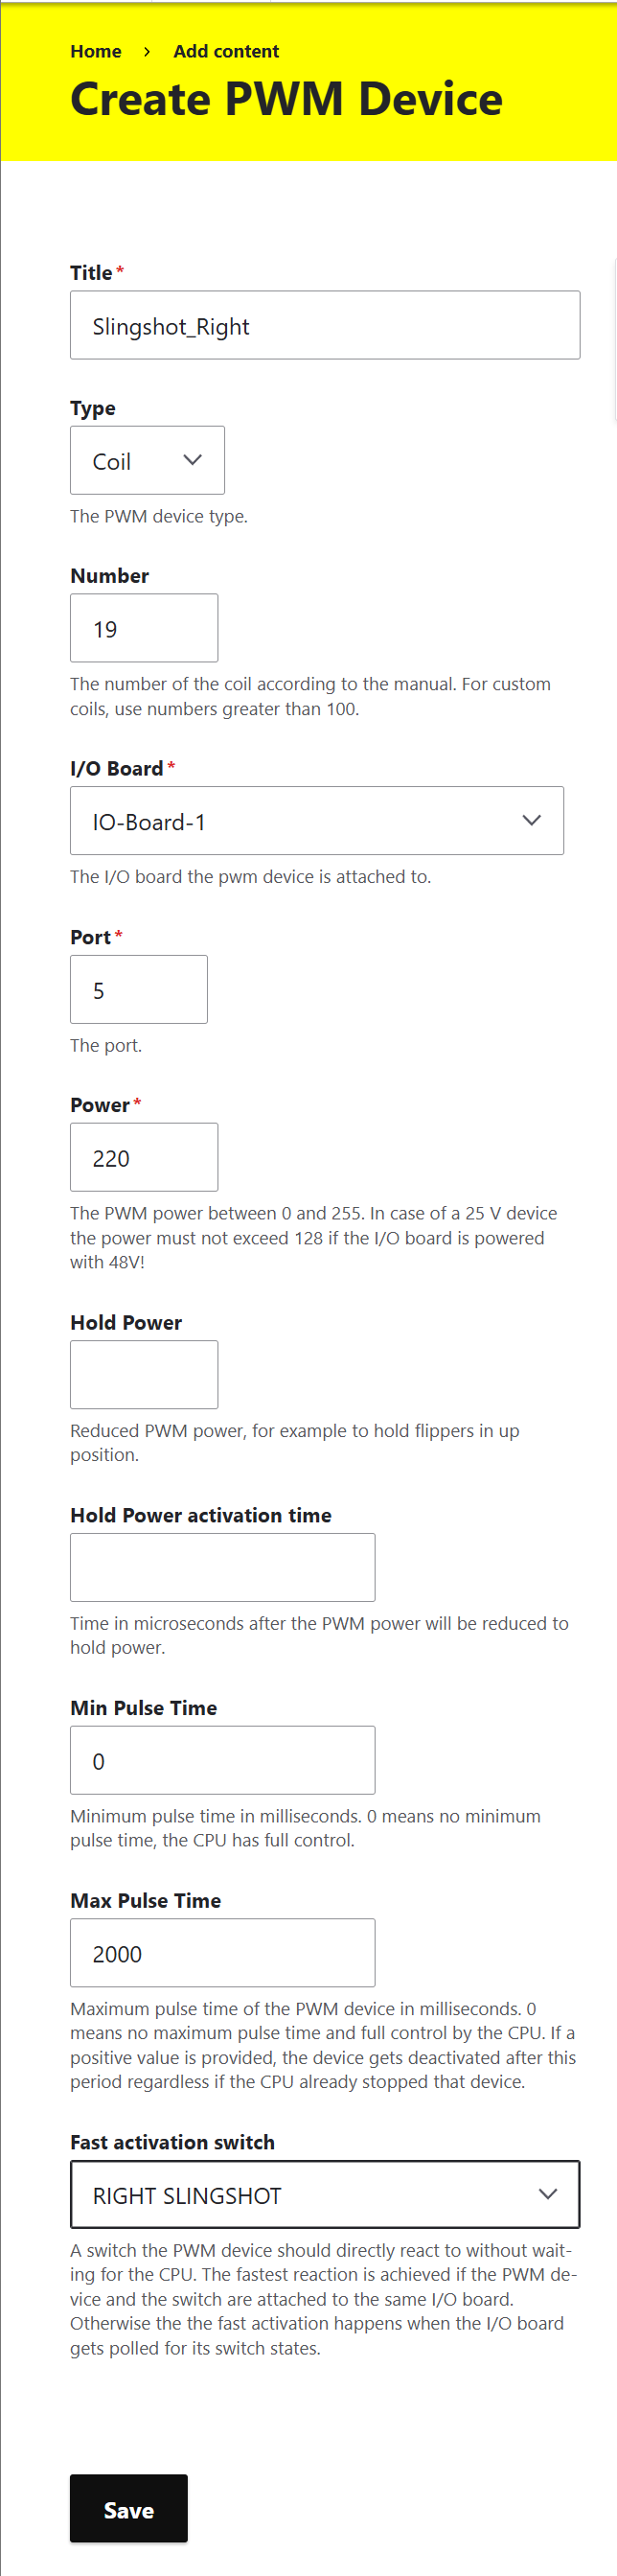 Home › Add content
Create PWM Device
Title*
Slingshot_Right
Type
Coil
The PWM device type.
Number
19
The number of the coil according to the manual. For custom
coils, use numbers greater than 100.
I/O Board*
IO-Board-1
The I/O board the pwm device is attached to.
Port*
5
The port.
Power*
220
The PWM power between 0 and 255. In case of a 25 V device
the power must not exceed 128 if the I/O board is powered
with 48V!
Hold Power
Reduced PWM power, for example to hold flippers in up
position.
Hold Power activation time
Time in microseconds after the PWM power will be reduced to
hold power.
Min Pulse Time
0
Minimum pulse time in milliseconds. 0 means no minimum
pulse time, the CPU has full control.
Max Pulse Time
2000
Maximum pulse time of the PWM device in milliseconds. 0
means no maximum pulse time and full control by the CPU. If a
positive value is provided, the device gets deactivated after this
period regardless if the CPU already stopped that device.
Fast activation switch
RIGHT SLINGSHOT
A switch the PWM device should directly react to without wait-
ing for the CPU. The fastest reaction is achieved if the PWM de-
vice and the switch are attached to the same I/O board.
Otherwise the the fast activation happens when the I/O board
gets polled for its switch states.
Save